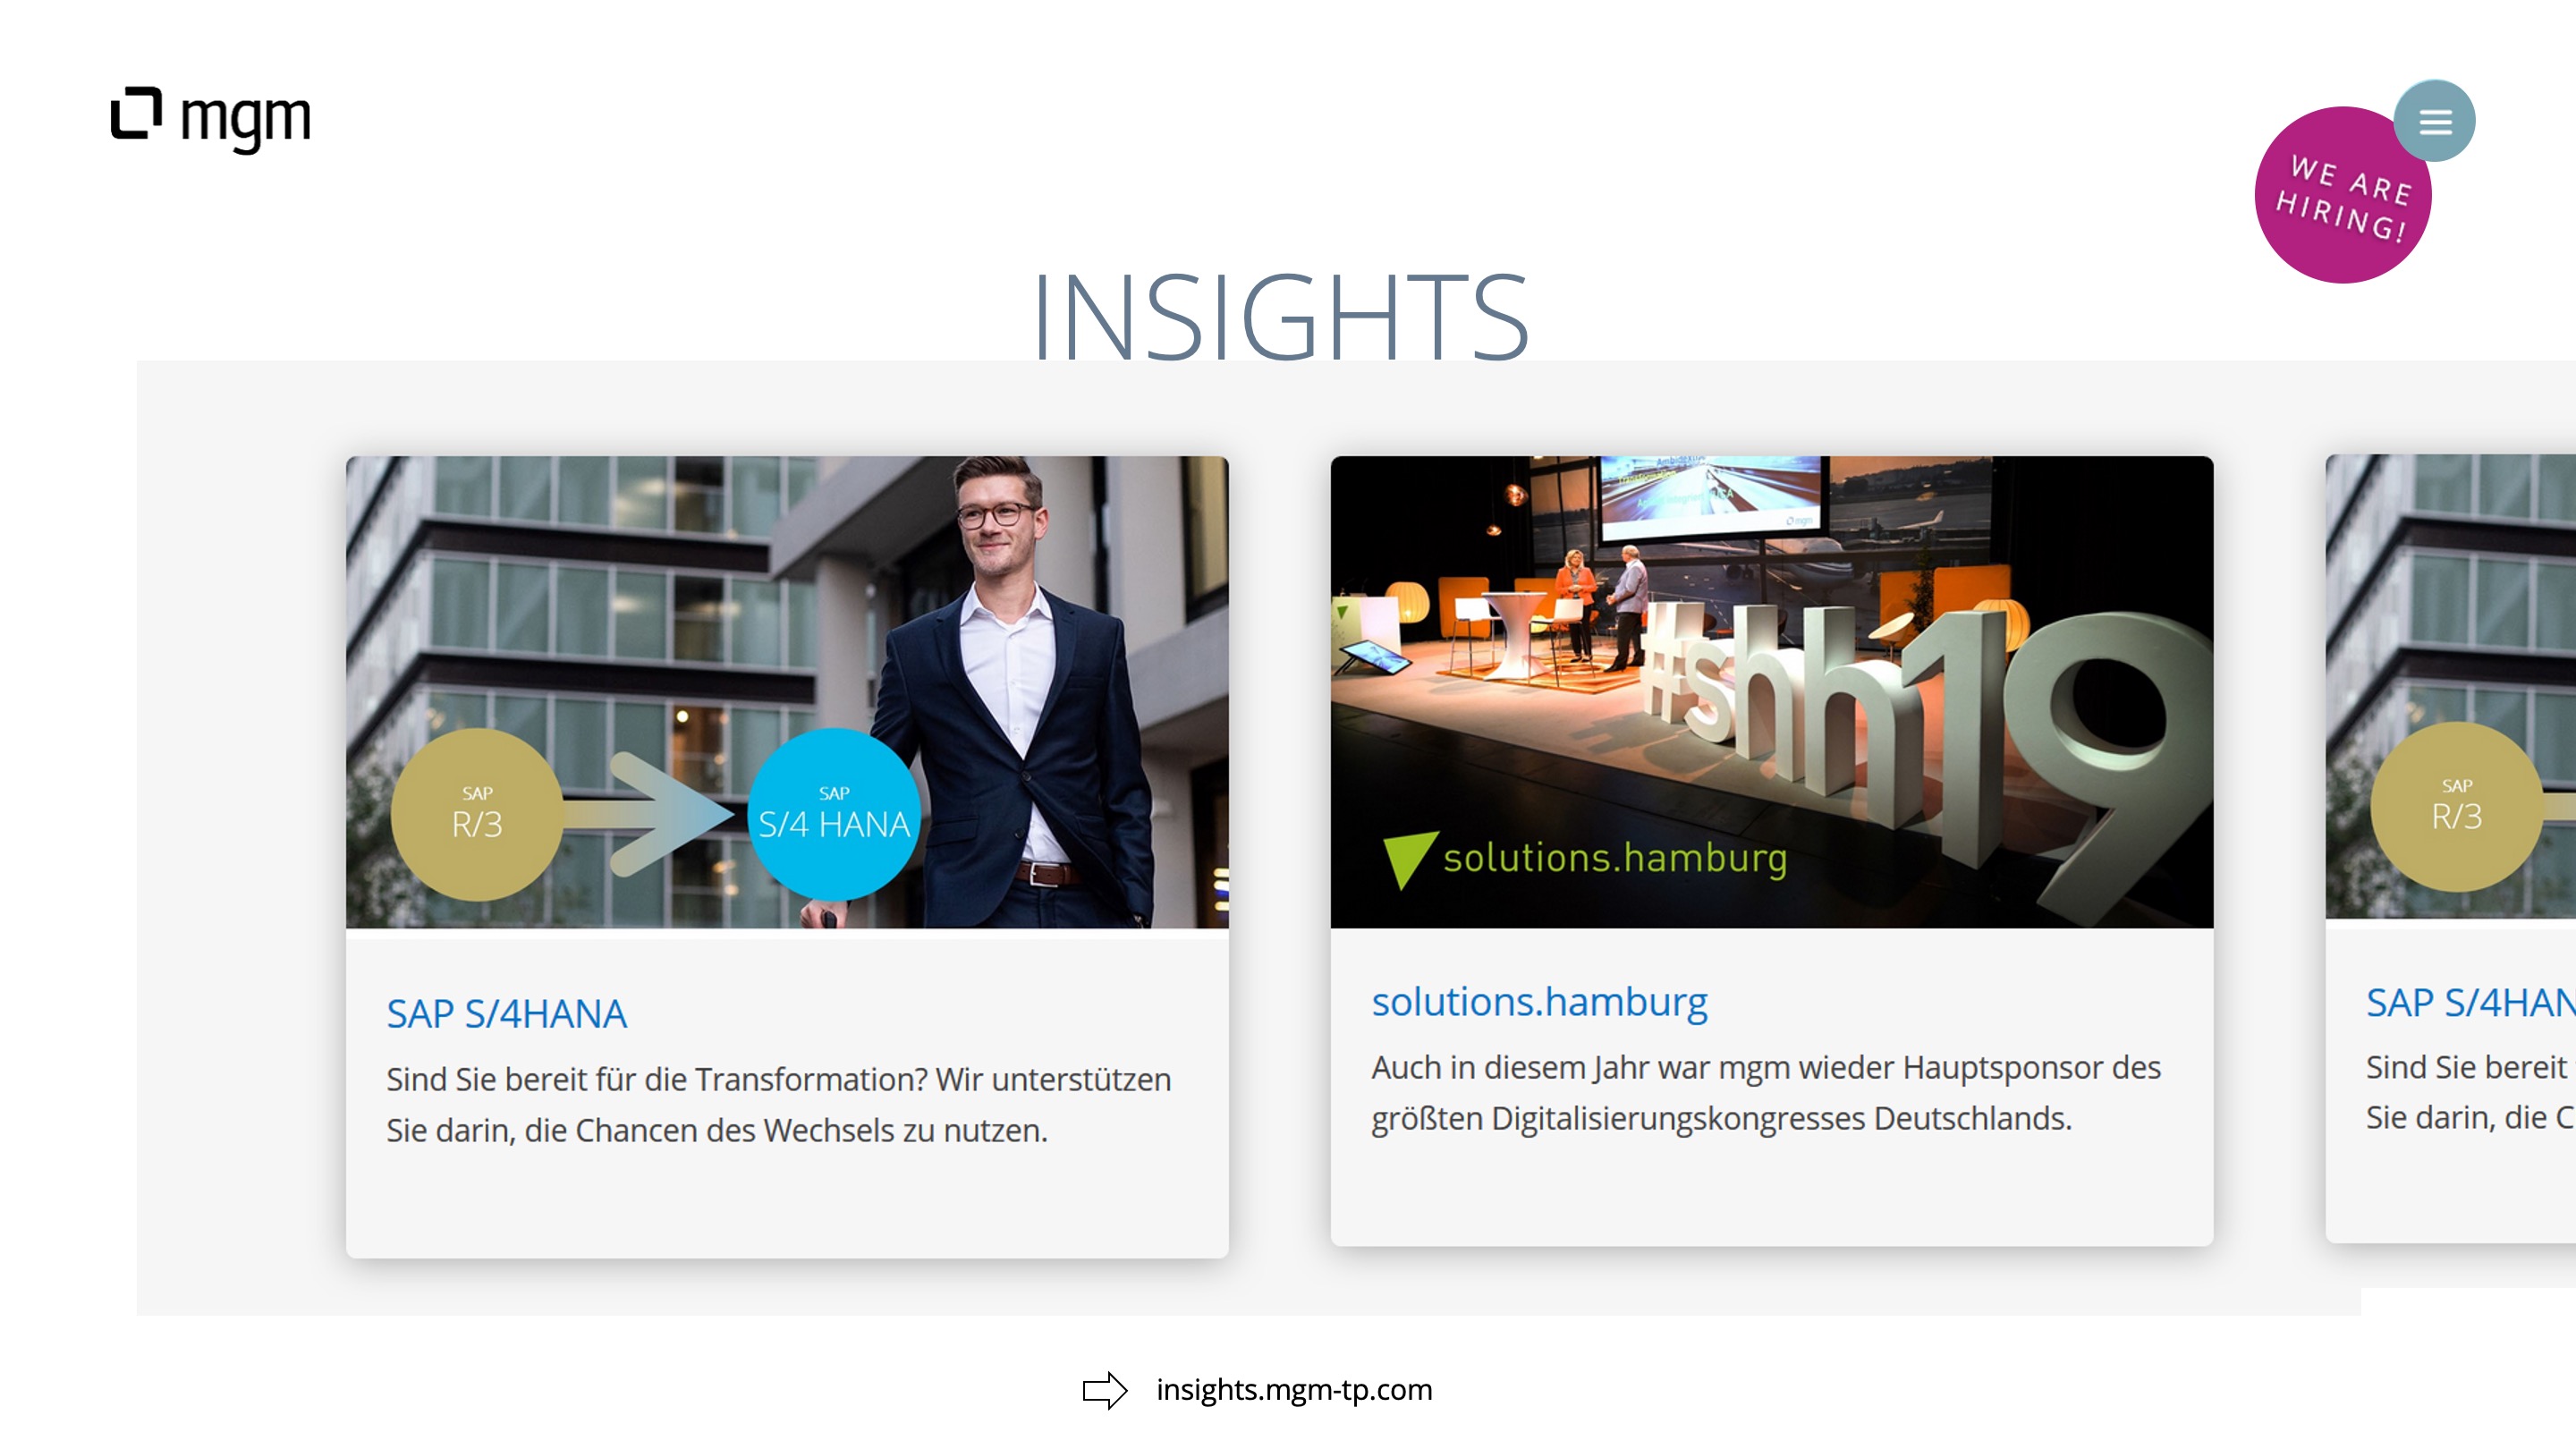 mgm
WE ARE
HIRING!
INSIGHTS
SAP
R/3
SAP
S/4 HANA
SAP S/4HANA
Sind Sie bereit für die Transformation? Wir unterstützen
Sie darin, die Chancen des Wechsels zu nutzen.
mgm
#shh19
solutions.hamburg
solutions.hamburg
Auch in diesem Jahr war mgm wieder Hauptsponsor des
größten Digitalisierungskongresses Deutschlands.
SAP
R/3
SAP S/4HAN
Sind Sie bereit
Sie darin, die C
insights.mgm-tp.com